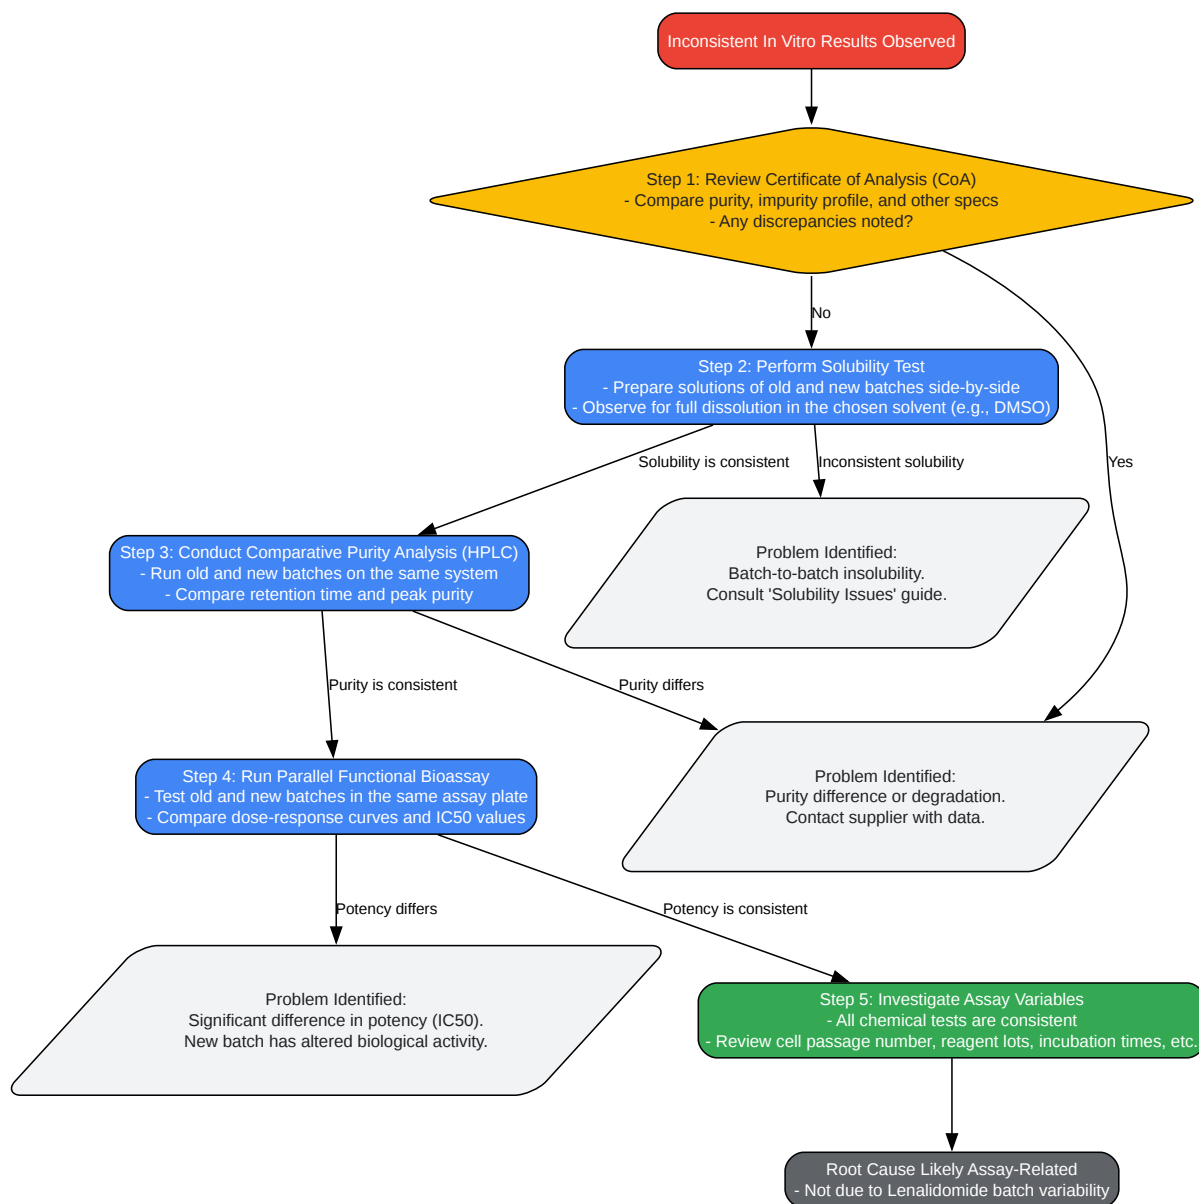 Inconsistent In Vitro Results Observed
Step 1: Review Certificate of Analysis (CoA)
- Compare purity, impurity profile, and other specs
- Any discrepancies noted?
No
Yes
Step 2: Perform Solubility Test
- Prepare solutions of old and new batches side-by-side
- Observe for full dissolution in the chosen solvent (e.g., DMSO)
Solubility is consistent
Inconsistent solubility
Problem Identified:
Batch-to-batch insolubility.
Consult 'Solubility Issues' guide.
Step 3: Conduct Comparative Purity Analysis (HPLC)
- Run old and new batches on the same system
- Compare retention time and peak purity
Purity is consistent
Purity differs
Problem Identified:
Purity difference or degradation.
Contact supplier with data.
Step 4: Run Parallel Functional Bioassay
- Test old and new batches in the same assay plate
- Compare dose-response curves and IC50 values
Potency differs
Potency is consistent
Problem Identified:
Significant difference in potency (IC50).
New batch has altered biological activity.
Step 5: Investigate Assay Variables
- All chemical tests are consistent
- Review cell passage number, reagent lots, incubation times, etc.
Root Cause Likely Assay-Related
- Not due to Lenalidomide batch variability